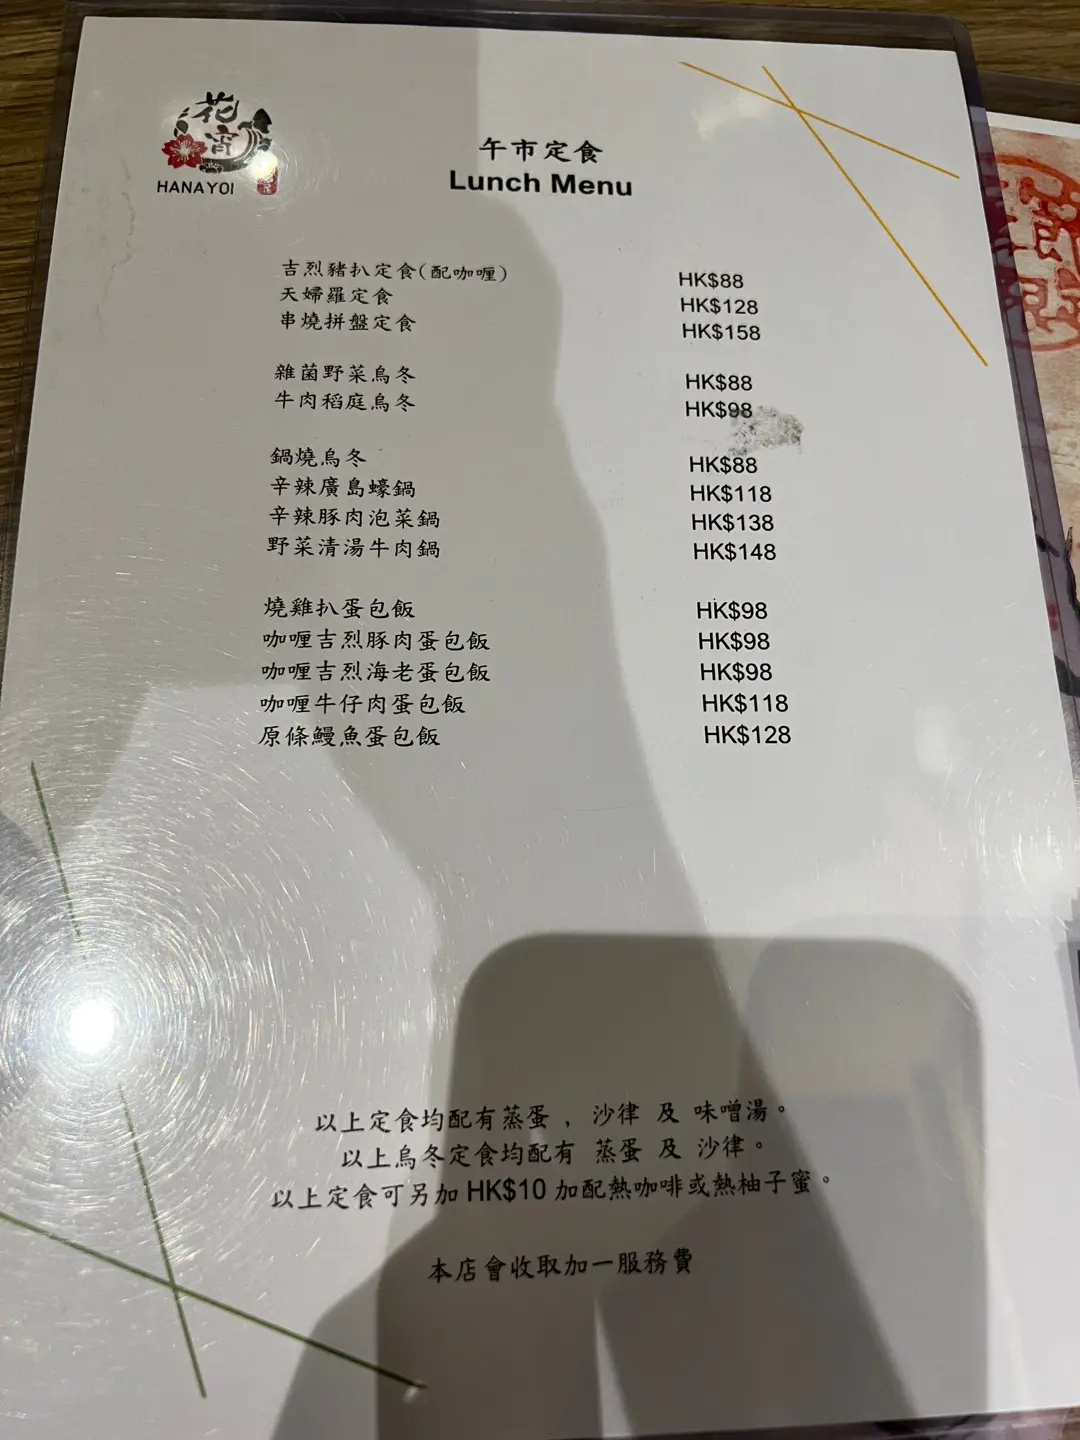 花
宵
HANAYOI
午市定食
Lunch Menu
吉烈豬扒定食(配咖喱) HK$88
天婦羅定食 HK$128
串燒拼盤定食 HK$158
雜菌野菜烏冬 HK$88
牛肉稻庭烏冬 HK$98
鍋燒烏冬 HK$88
辛辣廣島蠔鍋 HK$118
辛辣豚肉泡菜鍋 HK$138
野菜清湯牛肉鍋 HK$148
燒雞扒蛋包飯 HK$98
咖喱吉烈豚肉蛋包飯 HK$98
咖喱吉烈海老蛋包飯 HK$98
咖喱牛仔肉蛋包飯 HK$118
原條鰻魚蛋包飯 HK$128
以上定食均配有蒸蛋 , 沙律 及 味噌湯。
以上烏冬定食均配有 蒸蛋 及 沙律。
以上定食可另加 HK$10 加配熱咖啡或熱柚子蜜。
本店會收取加一服務費